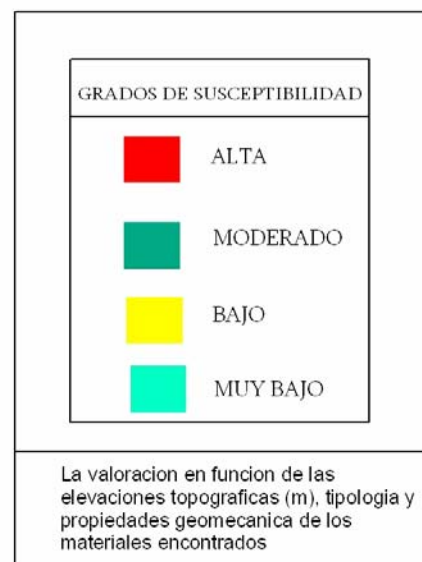 GRADOS DE SUSCEPTIBILIDAD
ALTA
MODERADO
BAJO
MUY BAJO
La valoracion en funcion de las
elevaciones topograficas (m), tipologia y
propiedades geomecanica de los
materiales encontrados